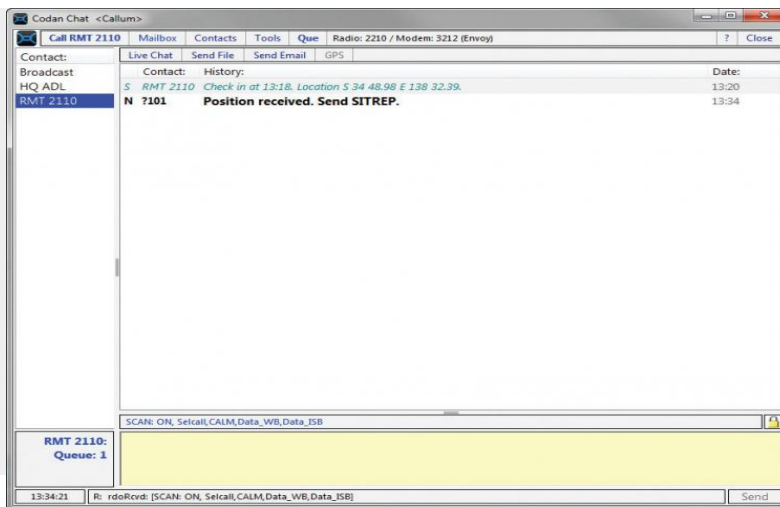 Codan Chat <Callum>
Call RMT 2110 Mailbox Contacts Tools Que Radio: 2210 / Modem: 3212 (Envoy) ? Close
Contact: Live Chat Send File Send Email GPS
Contact: History: Date:
Broadcast
HQ ADL S RMT 2110 Check in at 13:18. Location S 34 48.98 E 138 32.39. 13:20
RMT 2110 N ?101 Position received. Send SITREP. 13:34
SCAN: ON, Selcall,CALM,Data_WB,Data_ISB
RMT 2110:
Queue: 1
13:34:21 R: rdoRcvd: [SCAN: ON, Selcall,CALM,Data_WB,Data_ISB] Send